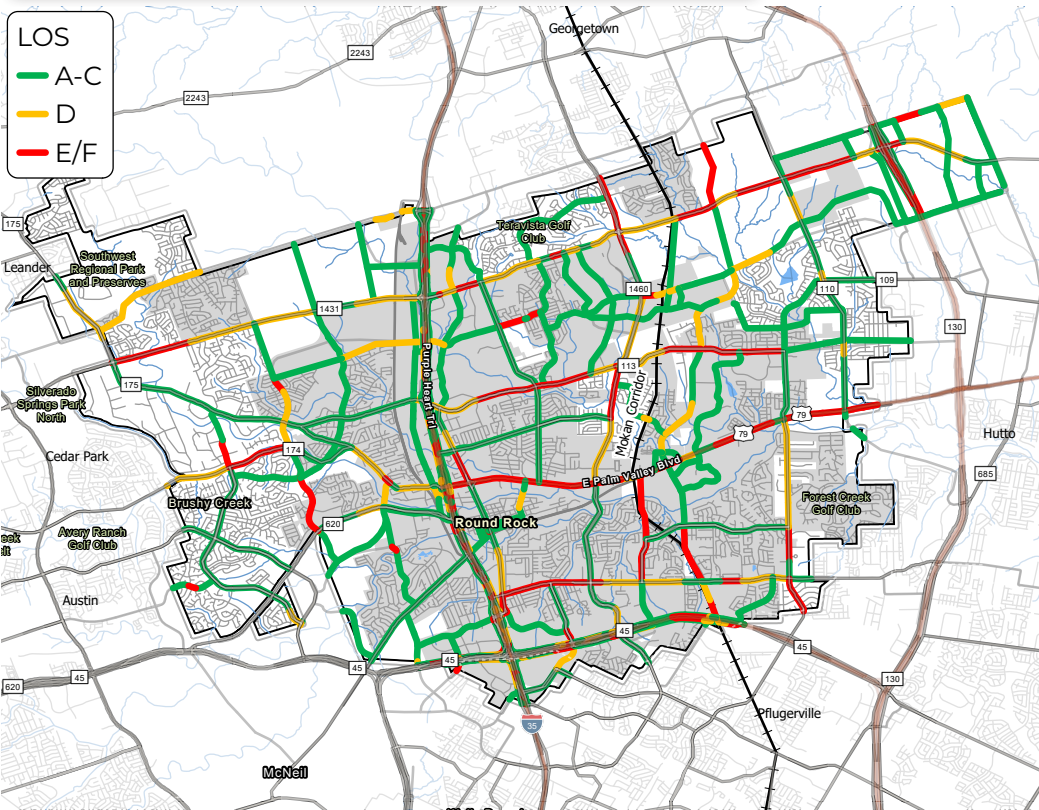 LOS
A-C
D
E/F
Georgetown
2243
2243
175
Leander
Southwest
Regional Park
and Preserves
Teravista Golf
Club
1431
1460
109
110
130
Purple Heart Trl
113
Mokan Corridor
175
Silverado
Springs Park
North
79
79
Hutto
Cedar Park
174
E Palm Valley Blvd
685
Brushy Creek
Forest Creek
Golf Club
620
Round Rock
Avery Ranch
Golf Club
eek
Austin
45
45
45
45
45
620
130
35
Pflugerville
McNeil